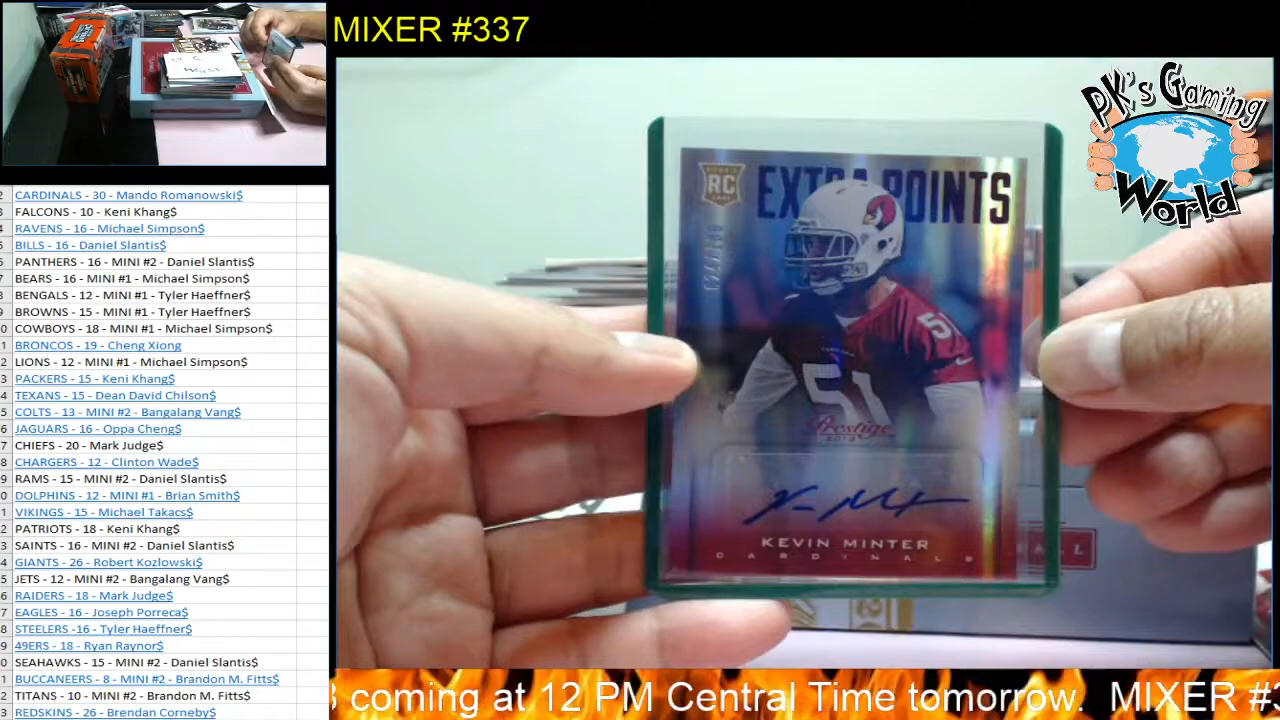 MIXER #337
PK's Gaming
World
CARDINALS - 30 - Mando Romanowski$
FALCONS - 10 - Keni Khang$
RAVENS - 16 - Michael Simpson$
BILLS - 16 - Daniel Slantis$
PANTHERS - 16 - MINI #2 - Daniel Slantis$
BEARS - 16 - MINI #1 - Michael Simpson$
BENGALS - 12 - MINI #1 - Tyler Haeffner$
BROWNS - 15 - MINI #1 - Tyler Haeffner$
COWBOYS - 18 - MINI #1 - Michael Simpson$
BRONCOS - 19 - Cheng Xiong
LIONS - 12 - MINI #1 - Michael Simpson$
PACKERS - 15 - Keni Khang$
TEXANS - 15 - Dean David Chilson$
COLTS - 13 - MINI #2 - Bangalang Vang$
JAGUARS - 16 - Oppa Cheng$
CHIEFS - 20 - Mark Judge$
CHARGERS - 12 - Clinton Wade$
RAMS - 15 - MINI #2 - Daniel Slantis$
DOLPHINS - 12 - MINI #1 - Brian Smith$
VIKINGS - 15 - Michael Takacs$
PATRIOTS - 18 - Keni Khang$
SAINTS - 16 - MINI #2 - Daniel Slantis$
GIANTS - 26 - Robert Kozlowski$
JETS - 12 - MINI #2 - Bangalang Vang$
RAIDERS - 18 - Mark Judge$
EAGLES - 16 - Joseph Porreca$
STEELERS -16 - Tyler Haeffner$
49ERS - 18 - Ryan Raynor$
SEAHAWKS - 15 - MINI #2 - Daniel Slantis$
BUCCANEERS - 8 - MINI #2 - Brandon M. Fitts$
TITANS - 10 - MINI #2 - Brandon M. Fitts$
REDSKINS - 26 - Brendan Corneby$
RC
EXTRA POINTS
51
51
Prestige
2013
KEVIN MINTER
CARDINALS
coming at 12 PM Central Time tomorrow. MIXER #3